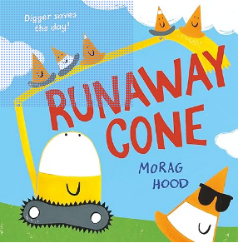 Digger saves
the day!
RUNAWAY
CONE
MORAG
HOOD